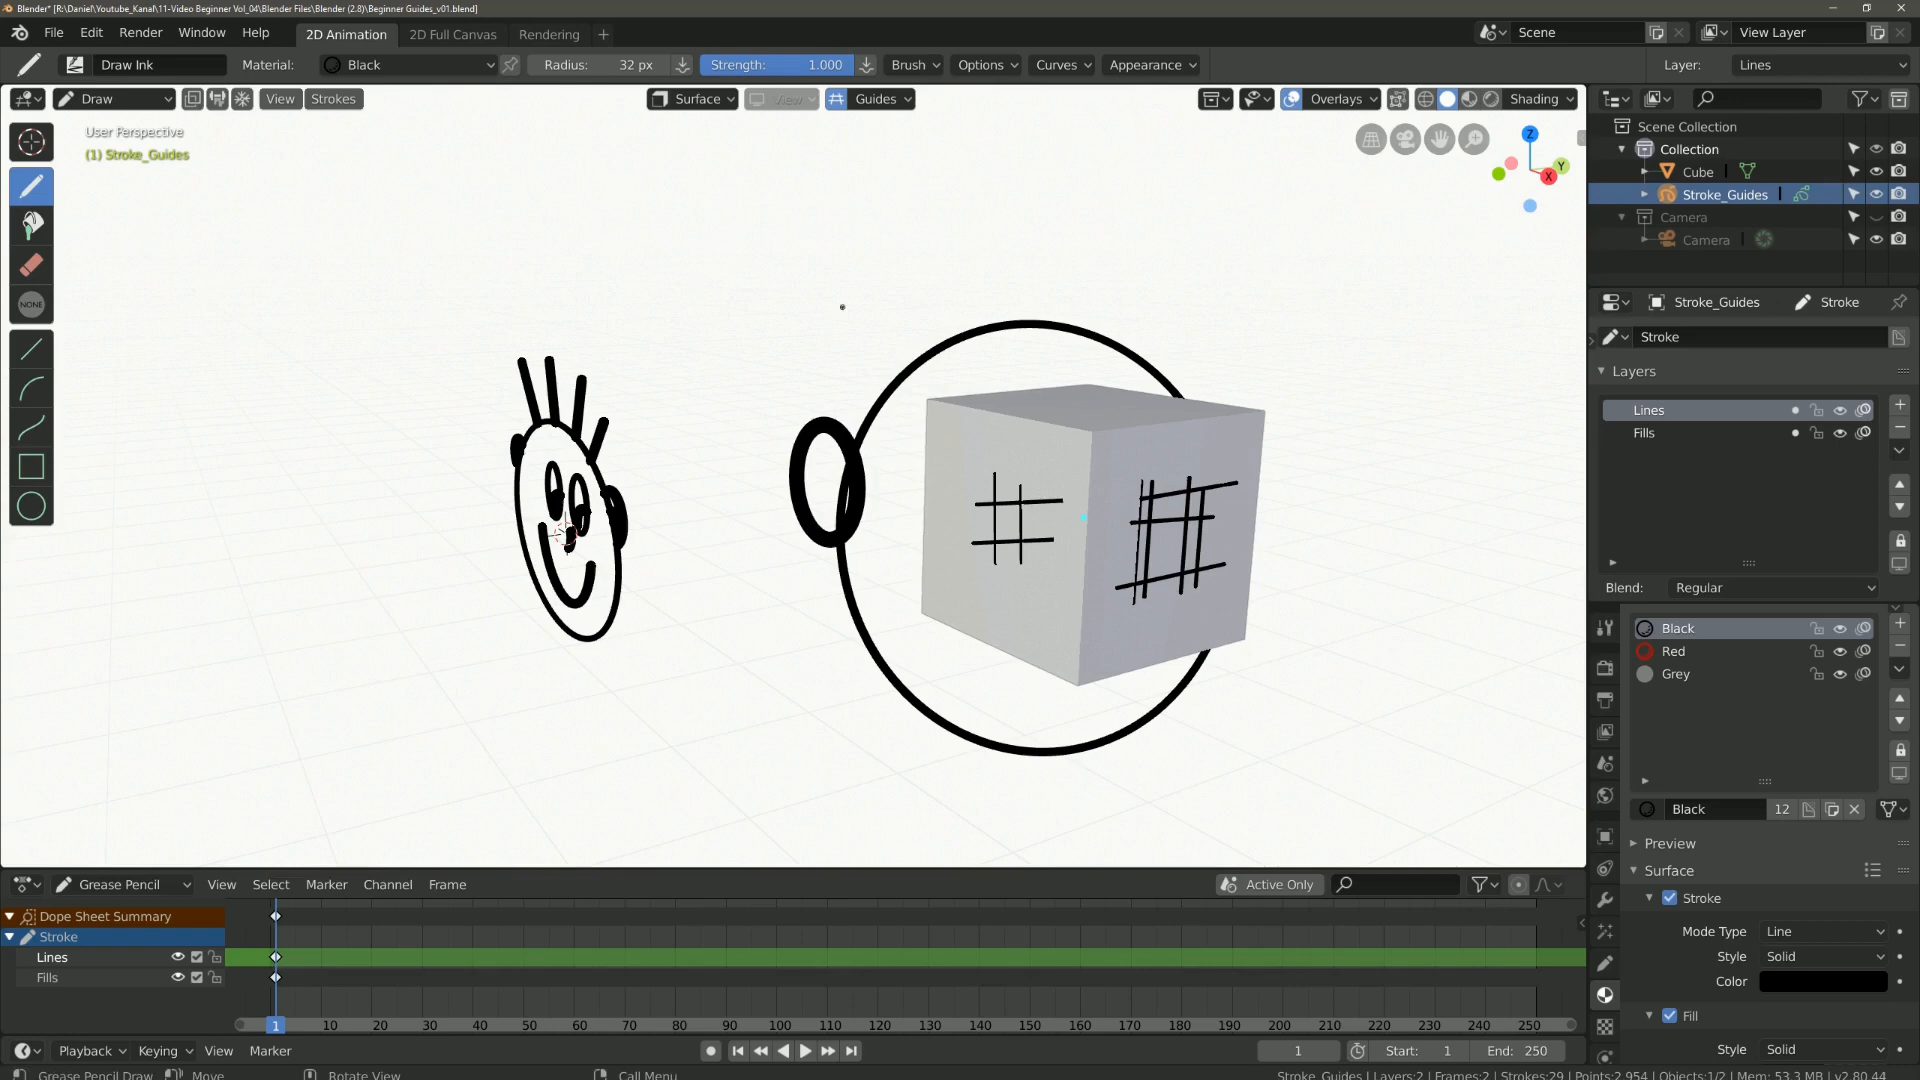 Blender* [R:\Daniel\Youtube_Kanal\11-Video Beginner Vol_04\Blender Files\Blender (2.8)\Beginner Guides_v01.blend]
File Edit Render Window Help 2D Animation 2D Full Canvas Rendering + Scene View Layer
Draw Ink Material: Black Radius: 32 px Strength: 1.000 Brush Options Curves Appearance Layer: Lines
Draw View Strokes Surface View Guides Overlays Shading
User Perspective
(1) Stroke_Guides
Z
Y
X
NONE
Scene Collection
Collection
Cube
Stroke_Guides
Camera
Camera
Stroke_Guides Stroke
Stroke
Layers
Lines
Fills
Blend: Regular
Black
Red
Grey
Black 12
Preview
Surface
Stroke
Mode Type Line
Style Solid
Color
Fill
Style Solid
Grease Pencil View Select Marker Channel Frame Active Only
Dope Sheet Summary
Stroke
Lines
Fills
1 10 20 30 40 50 60 70 80 90 100 110 120 130 140 150 160 170 180 190 200 210 220 230 240 250
Playback Keying View Marker 1 Start: 1 End: 250
Grease Pencil Draw Move Rotate View Call Menu Stroke_Guides | Layers:2 | Frames:2 | Strokes:29 | Points:2,954 | Objects:1/2 | Mem: 53.3 MB | v2.80.44